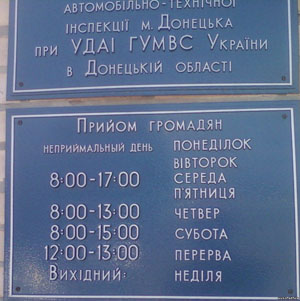 АВТОМОБІЛЬНО-ТЕХНІЧНОЇ
ІНСПЕКЦІЇ М. ДОНЕЦЬКА
ПРИ УДАІ ГУМВС УКРАЇНИ
В ДОНЕЦЬКІЙ ОБЛАСТІ
ПРИЙОМ ГРОМАДЯН
НЕПРИЙМАЛЬНИЙ ДЕНЬ ПОНЕДІЛОК
ВІВТОРОК
8:00-17:00 СЕРЕДА
П'ЯТНИЦЯ
8:00-13:00 ЧЕТВЕР
8:00-15:00 СУБОТА
12:00-13:00 ПЕРЕРВА
ВИХІДНИЙ: НЕДІЛЯ